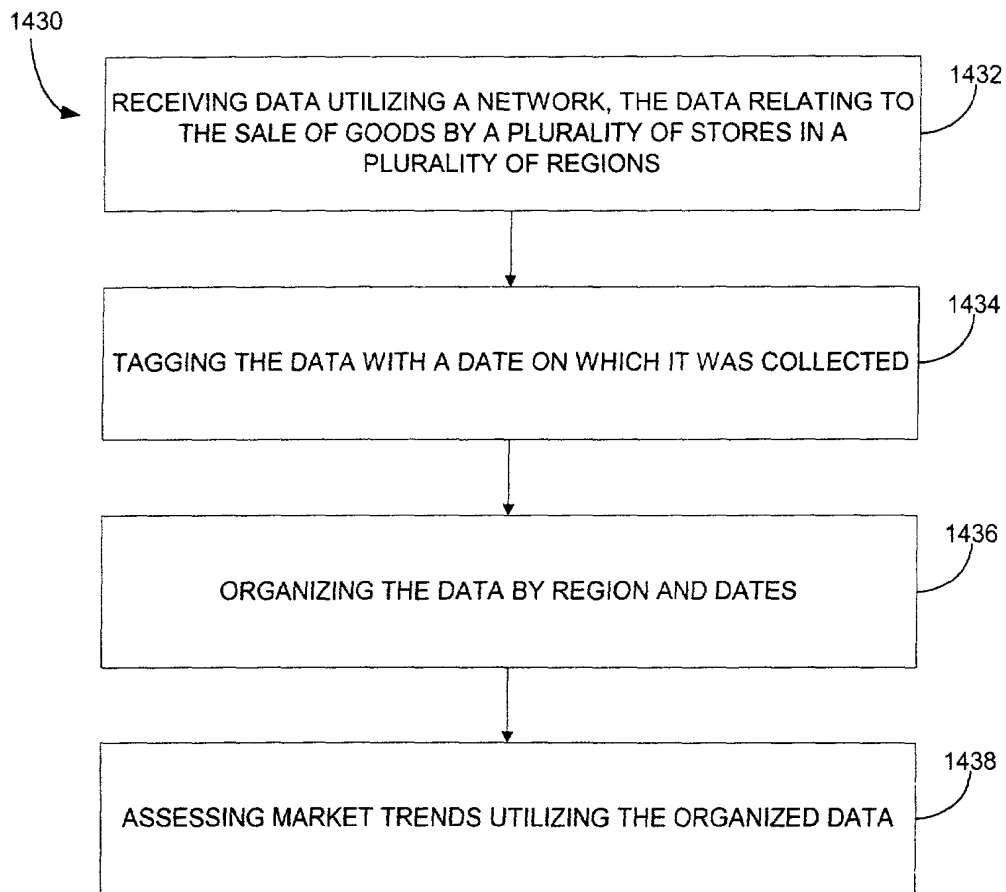 1430
1432
RECEIVING DATA UTILIZING A NETWORK, THE DATA RELATING TO
THE SALE OF GOODS BY A PLURALITY OF STORES IN A
PLURALITY OF REGIONS
1434
TAGGING THE DATA WITH A DATE ON WHICH IT WAS COLLECTED
1436
ORGANIZING THE DATA BY REGION AND DATES
1438
ASSESSING MARKET TRENDS UTILIZING THE ORGANIZED DATA